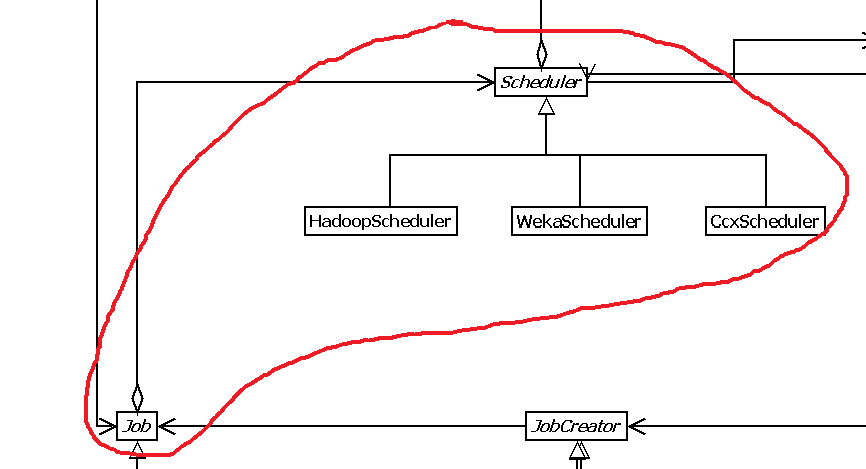 Scheduler
HadoopScheduler
WekaScheduler
CcxScheduler
Job
JobCreator